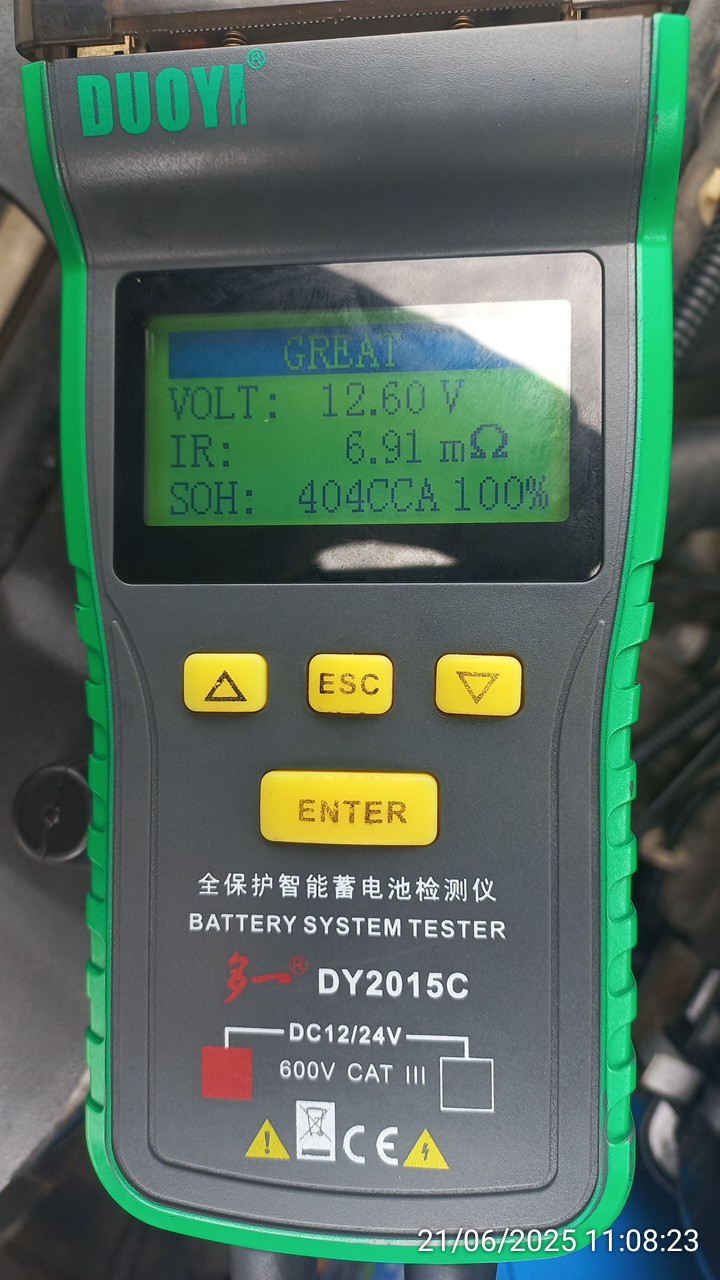 DUOYI®
GREAT
VOLT: 12.60 V
IR: 6.91 mΩ
SOH: 404CCA 100%
ESC
ENTER
全保护智能蓄电池检测仪
BATTERY SYSTEM TESTER
多一® DY2015C
DC12/24V
600V CAT III
CE
21/06/2025 11:08:23